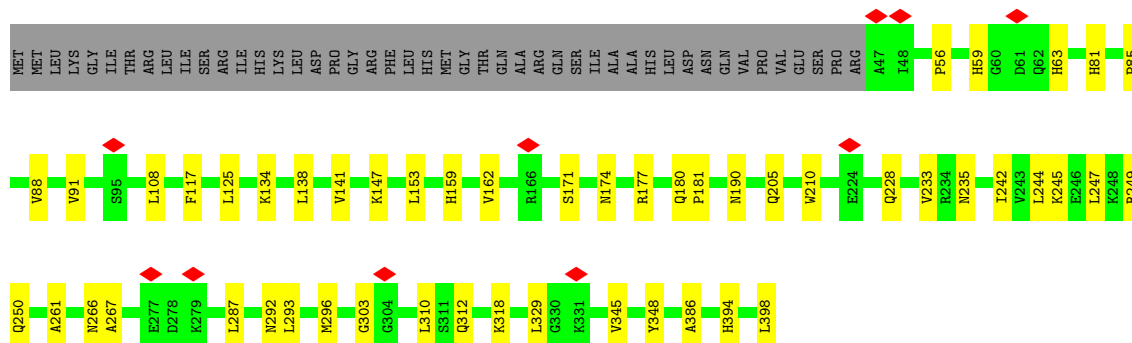 MET MET LEU LYS GLY ILE THR ARG LEU ILE SER ARG ILE HIS LYS LEU ASP PRO GLY ARG PHE LEU HIS MET GLY THR GLN ALA ARG GLN SER ILE ALA ALA HIS LEU ASP ASN GLN VAL PRO VAL GLU SER PRO ARG A47 I48 P56 H59 G60 D61 Q62 H63 H81 P85
V88 V91 S95 L108 F117 L125 K134 L138 V141 K147 L153 H159 V162 R166 S171 N174 R177 Q180 P181 N190 Q205 W210 E224 Q228 V233 R234 N235 I242 V243 L244 K245 E246 L247 K248 P249
Q250 A261 N266 A267 E277 D278 K279 L287 N292 L293 M296 G303 G304 L310 S311 Q312 K318 L329 G330 K331 V345 Y348 A386 H394 L398